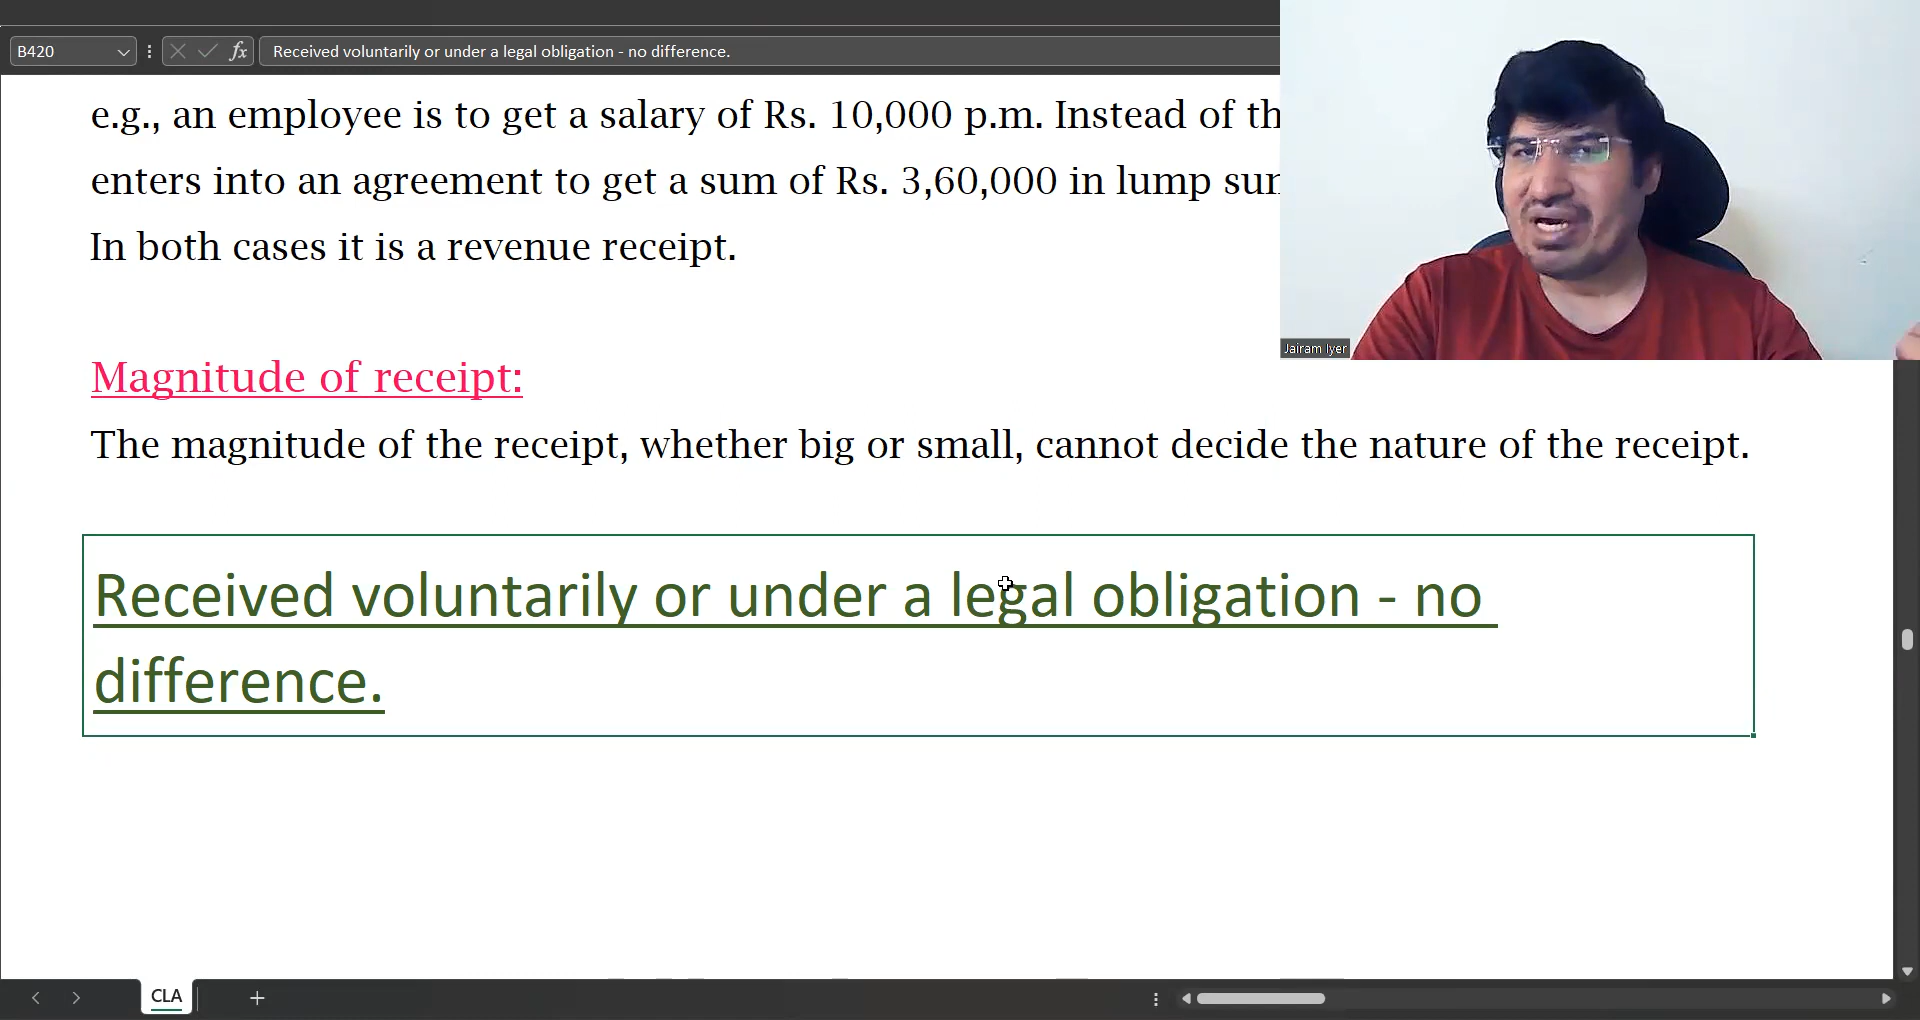 B420
fx
Received voluntarily or under a legal obligation - no difference.
e.g., an employee is to get a salary of Rs. 10,000 p.m. Instead of
enters into an agreement to get a sum of Rs. 3,60,000 in lump
In both cases it is a revenue receipt.
Jairam Iyer
Magnitude of receipt:
The magnitude of the receipt, whether big or small, cannot decide the nature of the receipt.
Received voluntarily or under a legal obligation - no
difference.
CLA